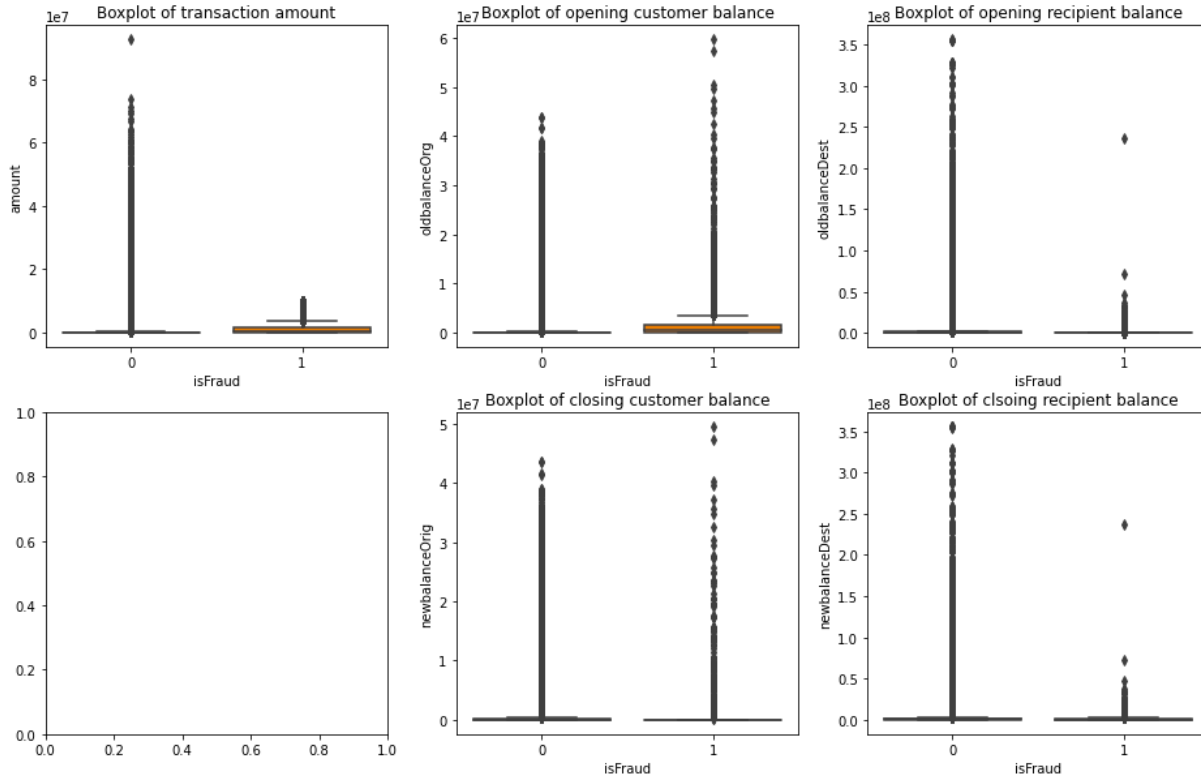 Boxplot of transaction amount
1e7
8
6
4
2
0
amount
0 1
isFraud
Boxplot of opening customer balance
1e7
6
5
4
3
2
1
0
oldbalanceOrg
0 1
isFraud
Boxplot of opening recipient balance
1e8
3.5
3.0
2.5
2.0
1.5
1.0
0.5
0.0
oldbalanceDest
0 1
isFraud
1.0
0.8
0.6
0.4
0.2
0.0
0.0 0.2 0.4 0.6 0.8 1.0
Boxplot of closing customer balance
1e7
5
4
3
2
1
0
newbalanceOrig
0 1
isFraud
Boxplot of clsoing recipient balance
1e8
3.5
3.0
2.5
2.0
1.5
1.0
0.5
0.0
newbalanceDest
0 1
isFraud